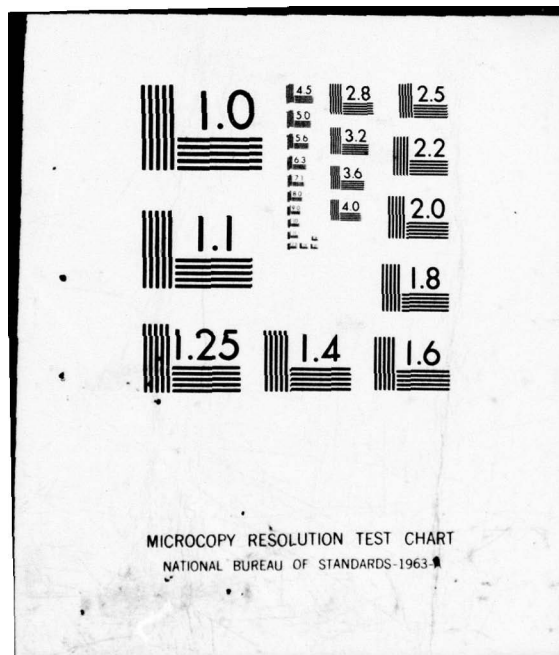 1.0 4.5 2.8 2.5
5.0
5.6 3.2 2.2
6.3
7.1 3.6
8.0 4.0 2.0
1.1
1.8
1.25 1.4 1.6
MICROCOPY RESOLUTION TEST CHART
NATIONAL BUREAU OF STANDARDS-1963-A